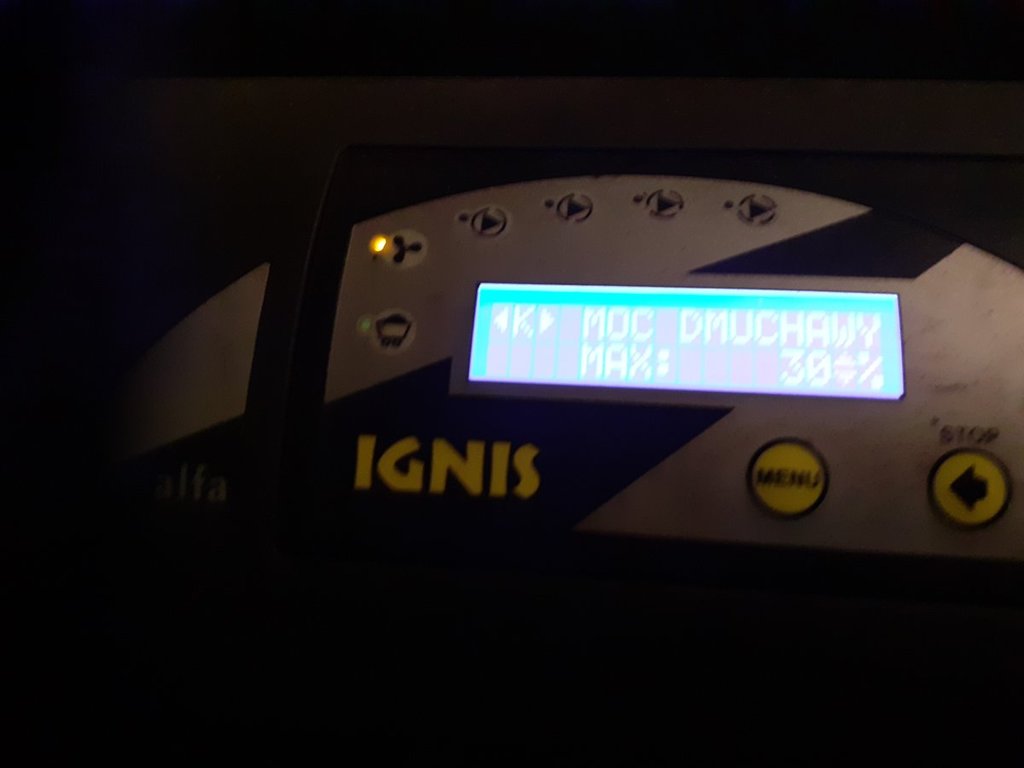 ◄K► MOC DMUCHAWY
MAX: 30%
STOP
IGNIS
MENU
alfa